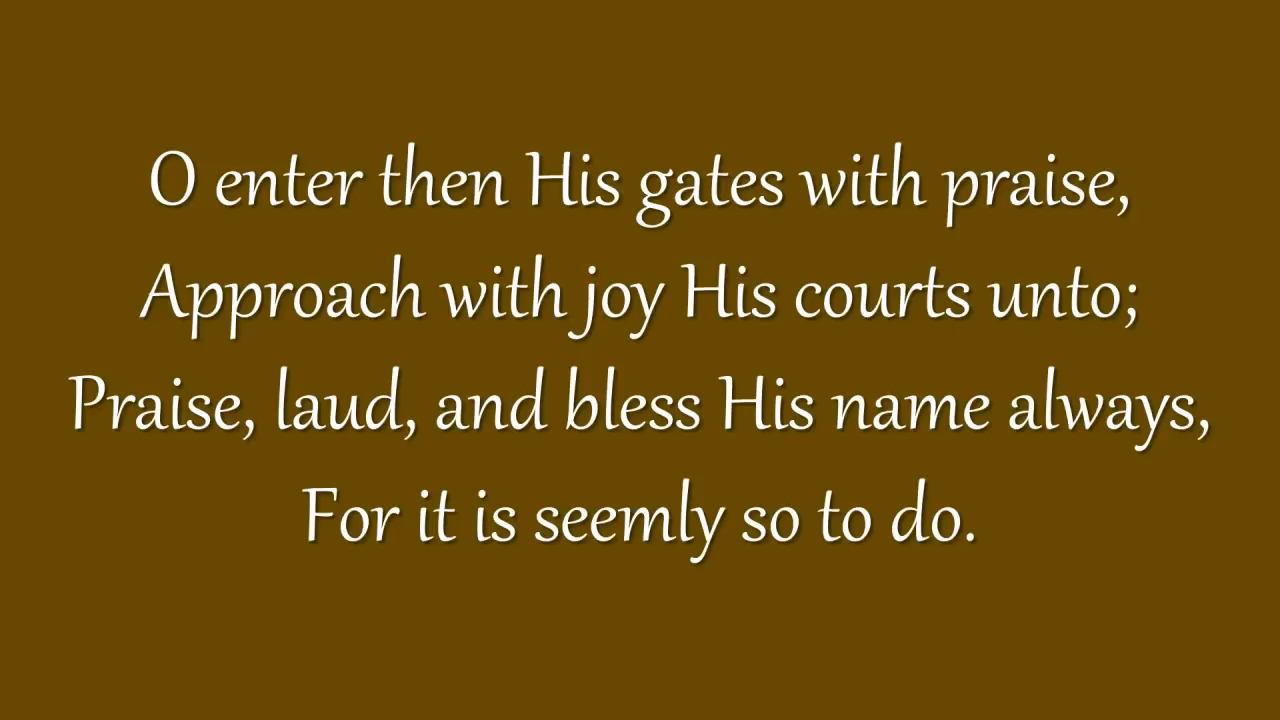 O enter then His gates with praise,
Approach with joy His courts unto;
Praise, laud, and bless His name always,
For it is seemly so to do.